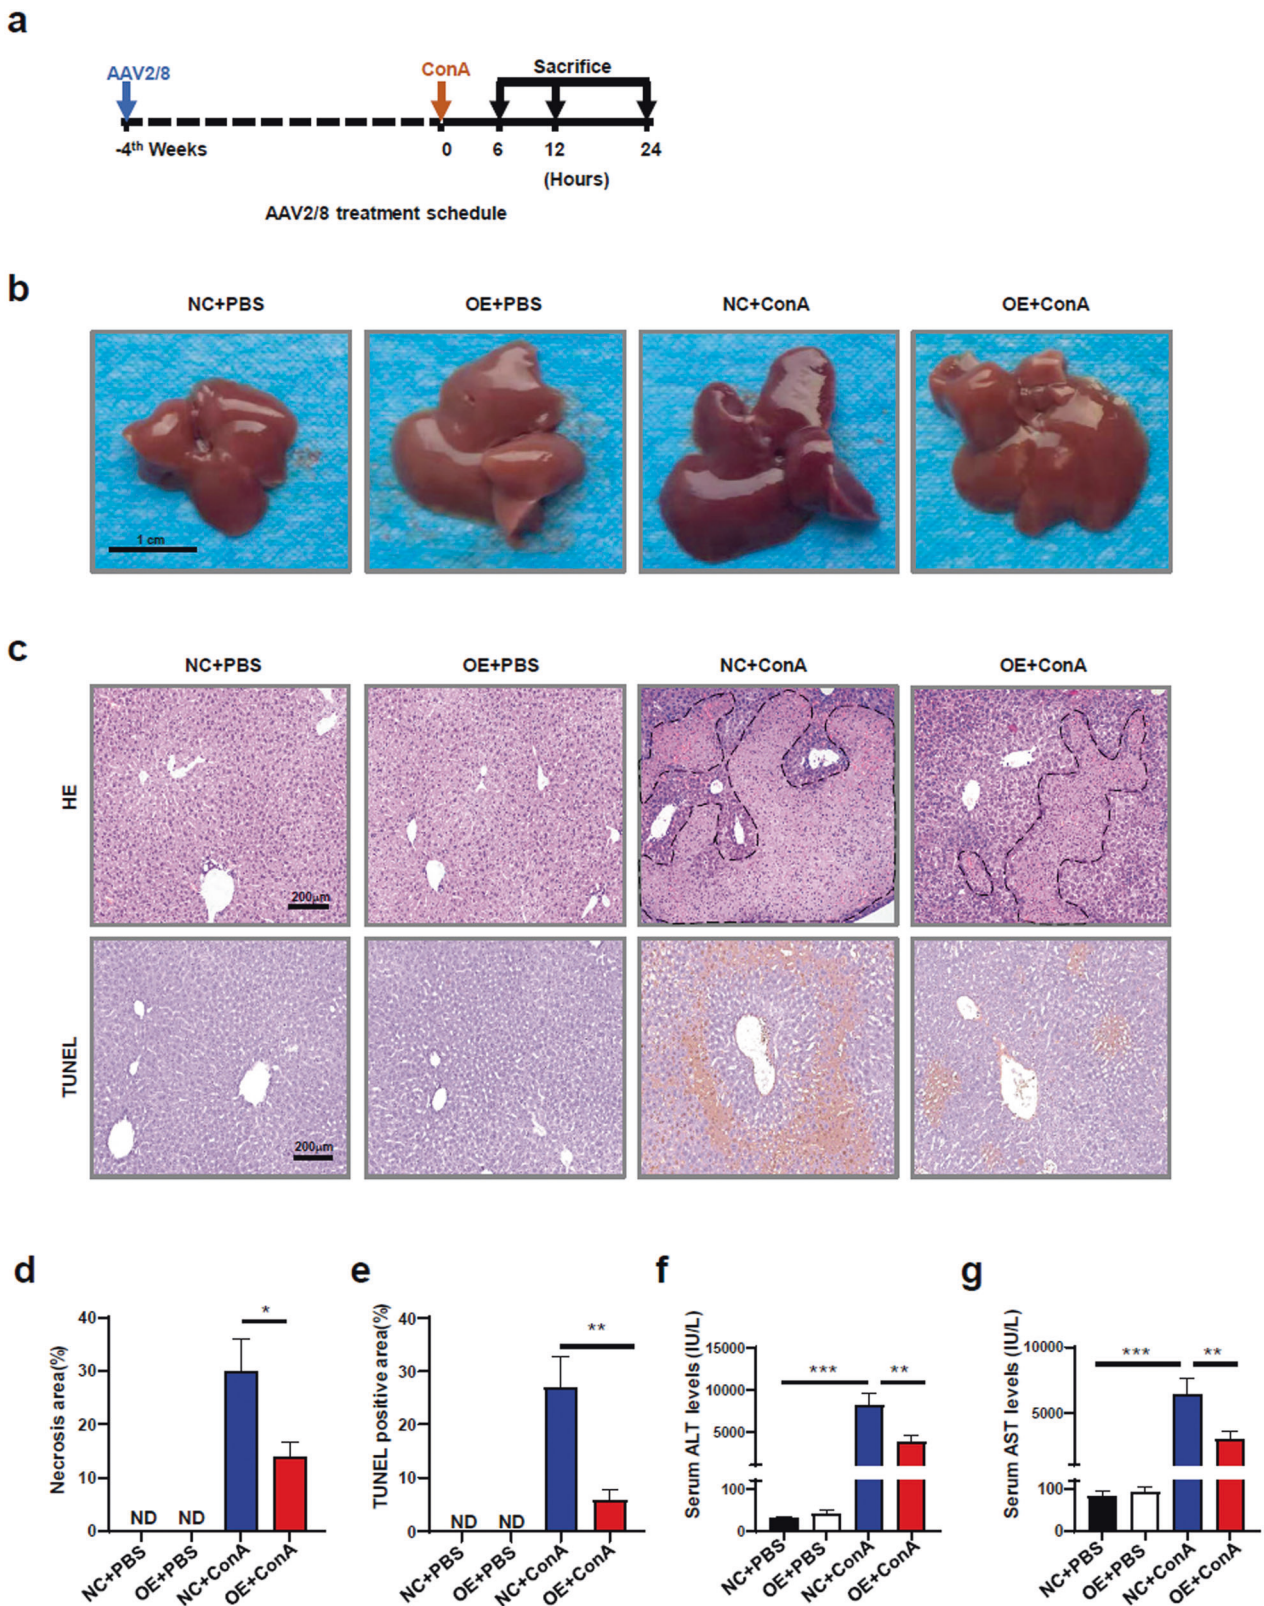 a
AAV2/8 ConA Sacrifice
-4th Weeks 0 6 12 24
(Hours)
AAV2/8 treatment schedule
b
NC+PBS OE+PBS NC+ConA OE+ConA
1 cm
c
NC+PBS OE+PBS NC+ConA OE+ConA
HE
200μm
TUNEL
200μm
d
Necrosis area(%)
40
30
20
10
0
*
ND ND
NC+PBS OE+PBS NC+ConA OE+ConA
e
TUNEL positive area(%)
40
30
20
10
0
**
ND ND
NC+PBS OE+PBS NC+ConA OE+ConA
f
Serum ALT levels (IU/L)
15000
10000
5000
100
0
*** **
NC+PBS OE+PBS NC+ConA OE+ConA
g
Serum AST levels (IU/L)
10000
5000
100
0
*** **
NC+PBS OE+PBS NC+ConA OE+ConA